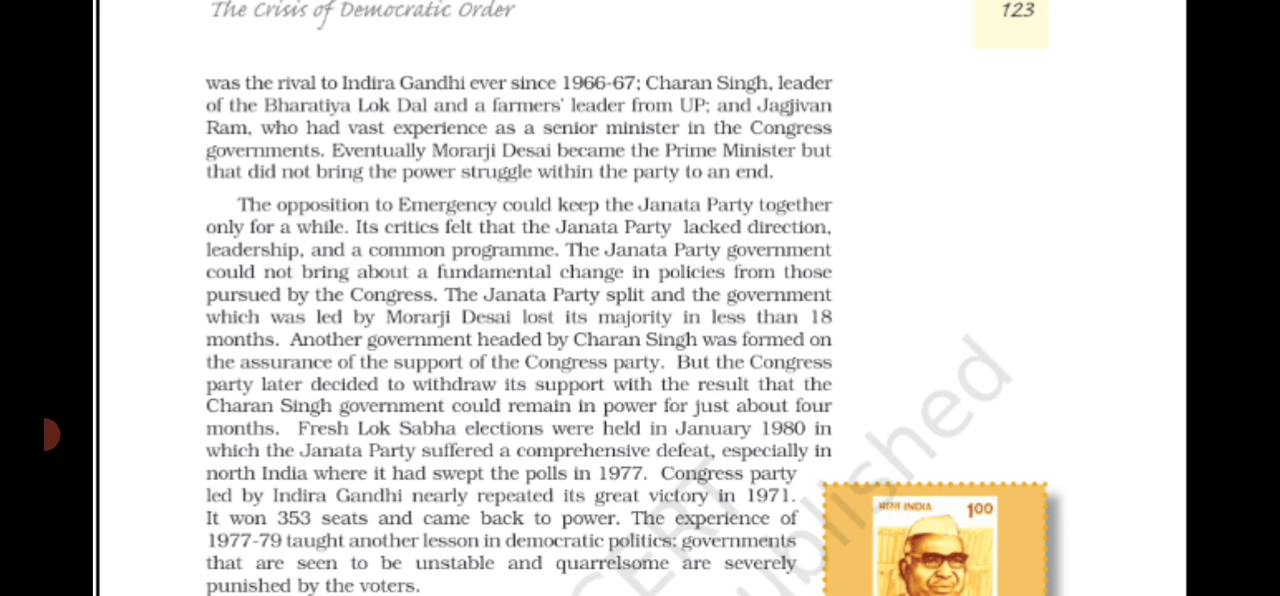 The Crisis of Democratic Order
123
was the rival to Indira Gandhi ever since 1966-67; Charan Singh, leader
of the Bharatiya Lok Dal and a farmers' leader from UP; and Jagjivan
Ram, who had vast experience as a senior minister in the Congress
governments. Eventually Morarji Desai became the Prime Minister but
that did not bring the power struggle within the party to an end.
The opposition to Emergency could keep the Janata Party together
only for a while. Its critics felt that the Janata Party lacked direction,
leadership, and a common programme. The Janata Party government
could not bring about a fundamental change in policies from those
pursued by the Congress. The Janata Party split and the government
which was led by Morarji Desai lost its majority in less than 18
months. Another government headed by Charan Singh was formed on
the assurance of the support of the Congress party. But the Congress
party later decided to withdraw its support with the result that the
Charan Singh government could remain in power for just about four
months. Fresh Lok Sabha elections were held in January 1980 in
which the Janata Party suffered a comprehensive defeat, especially in
north India where it had swept the polls in 1977. Congress party
led by Indira Gandhi nearly repeated its great victory in 1971.
It won 353 seats and came back to power. The experience of
1977-79 taught another lesson in democratic politics: governments
that are seen to be unstable and quarrelsome are severely
punished by the voters.
भारत INDIA
100